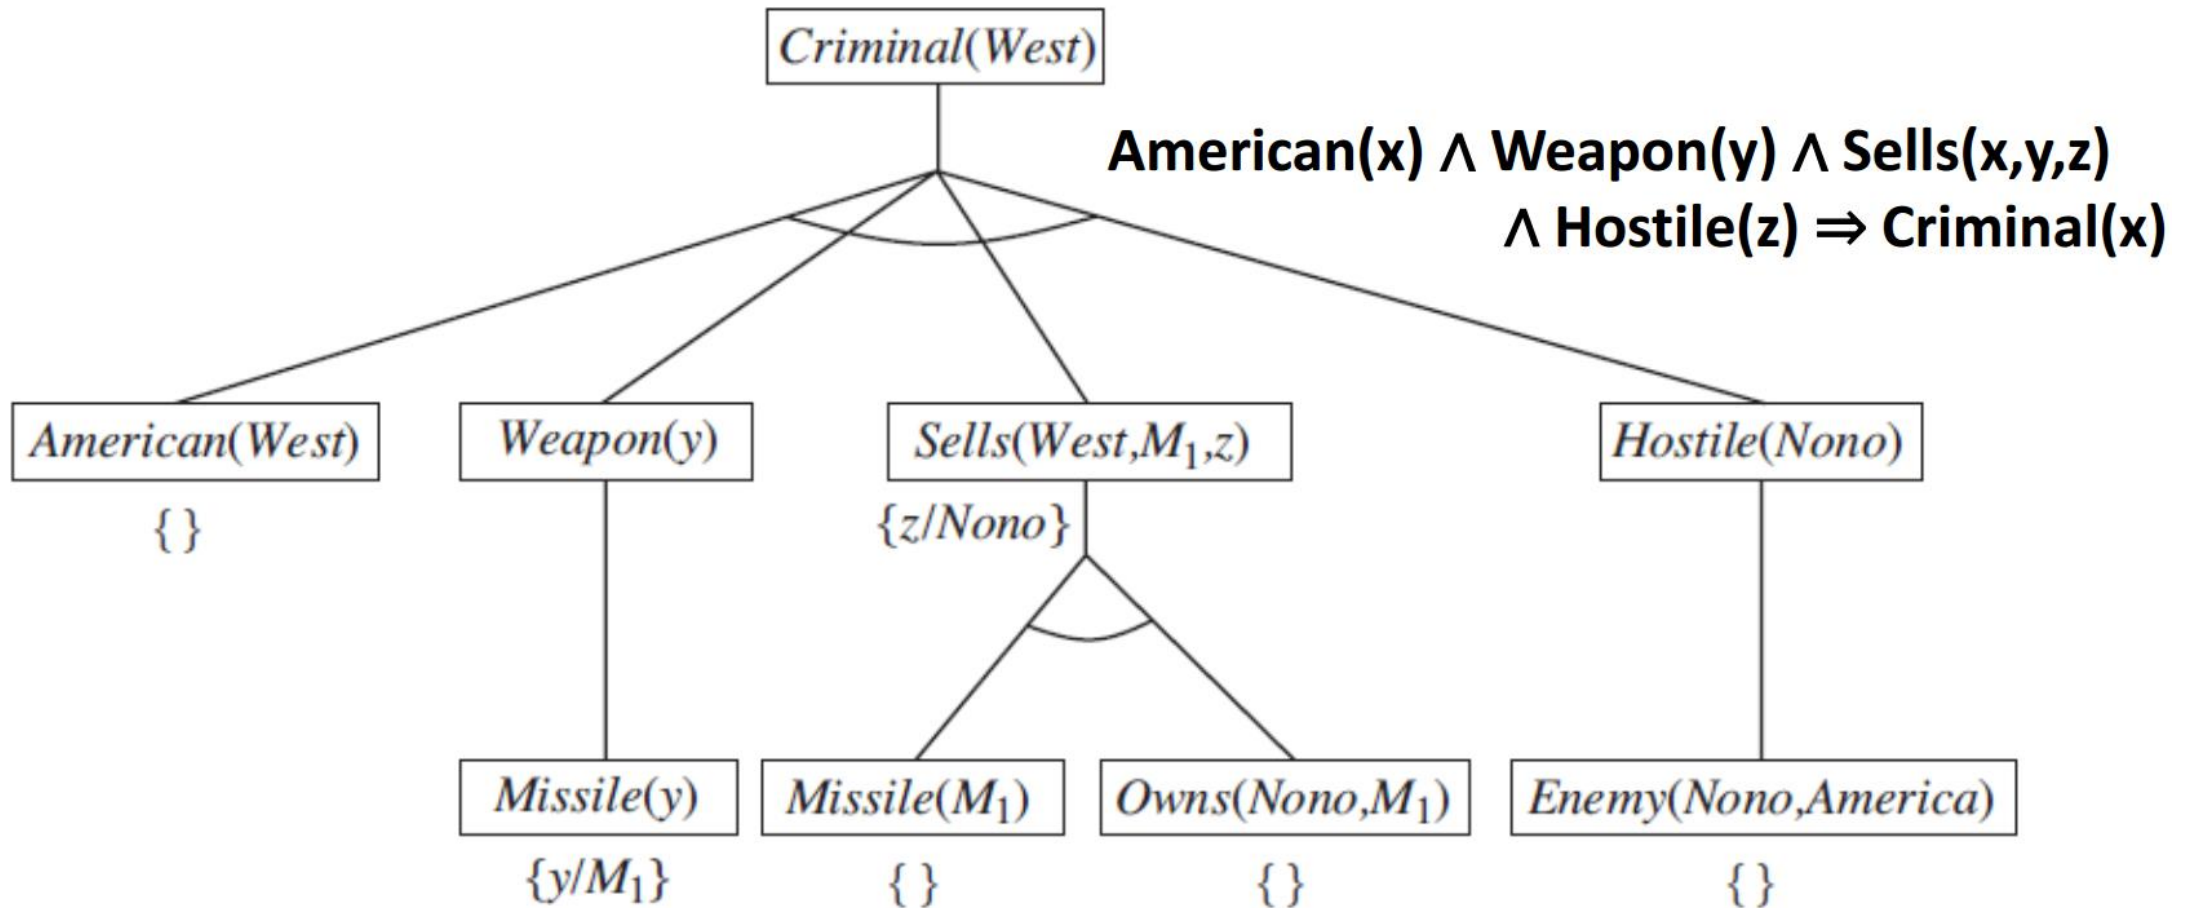 Criminal(West)
American(x) ∧ Weapon(y) ∧ Sells(x,y,z)
∧ Hostile(z) ⇒ Criminal(x)
American(West)
Weapon(y)
Sells(West,M₁,z)
Hostile(Nono)
{ }
{z/Nono}
Missile(y)
Missile(M₁)
Owns(Nono,M₁)
Enemy(Nono,America)
{y/M₁}
{ }
{ }
{ }